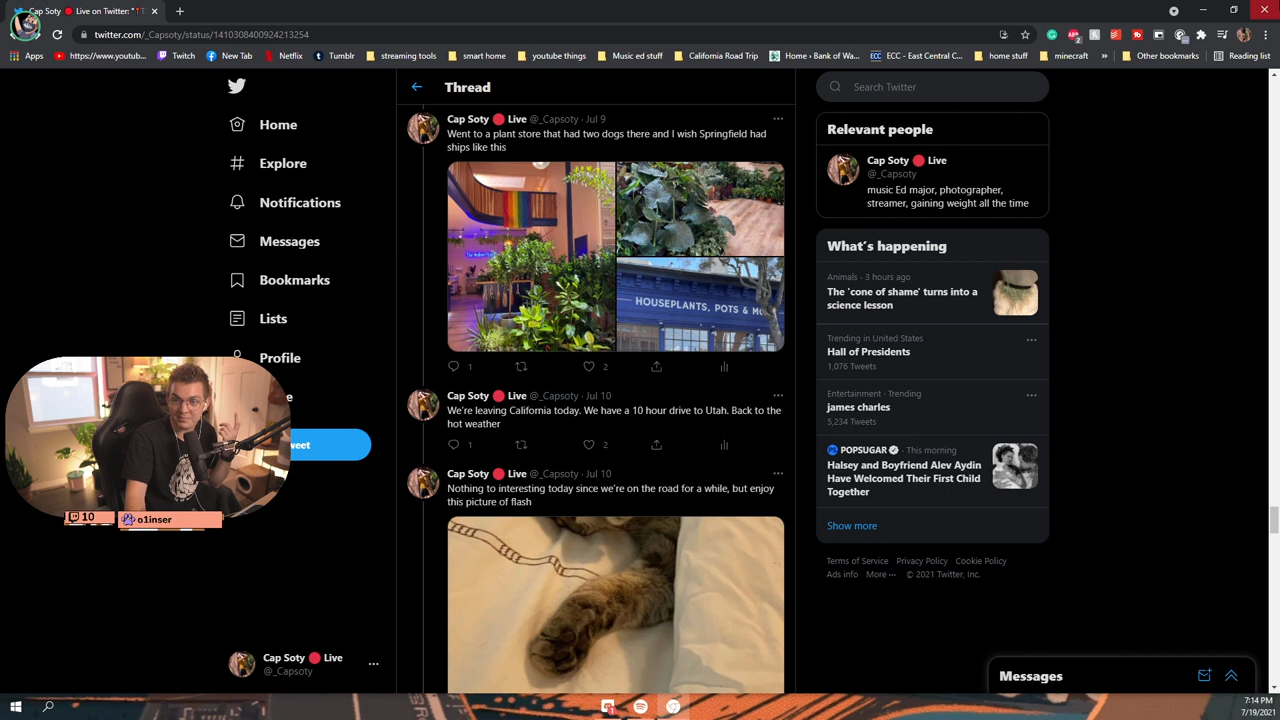 Cap Soty 🔴 Live on Twitter: "
twitter.com/_Capsoty/status/1410308400924213254
Apps
https://www.youtub...
Twitch
New Tab
Netflix
Tumblr
streaming tools
smart home
youtube things
Music ed stuff
California Road Trip
Home › Bank of Wa...
ECC - East Central C...
home stuff
minecraft
»
Other bookmarks
Reading list
Home
Explore
Notifications
Messages
Bookmarks
Lists
Profile
eet
10
o1inser
Cap Soty 🔴 Live
@_Capsoty
Thread
Cap Soty 🔴 Live @_Capsoty · Jul 9
Went to a plant store that had two dogs there and I wish Springfield had
ships like this
HOUSEPLANTS, POTS & MO
1
2
Cap Soty 🔴 Live @_Capsoty · Jul 10
We're leaving California today. We have a 10 hour drive to Utah. Back to the
hot weather
1
2
Cap Soty 🔴 Live @_Capsoty · Jul 10
Nothing to interesting today since we're on the road for a while, but enjoy
this picture of flash
Search Twitter
Relevant people
Cap Soty 🔴 Live
@_Capsoty
music Ed major, photographer,
streamer, gaining weight all the time
What's happening
Animals · 3 hours ago
The 'cone of shame' turns into a
science lesson
Trending in United States
Hall of Presidents
1,076 Tweets
Entertainment · Trending
james charles
5,234 Tweets
POPSUGAR · This morning
Halsey and Boyfriend Alev Aydin
Have Welcomed Their First Child
Together
Show more
Terms of Service Privacy Policy Cookie Policy
Ads info More ··· © 2021 Twitter, Inc.
Messages
7:14 PM
7/19/2021